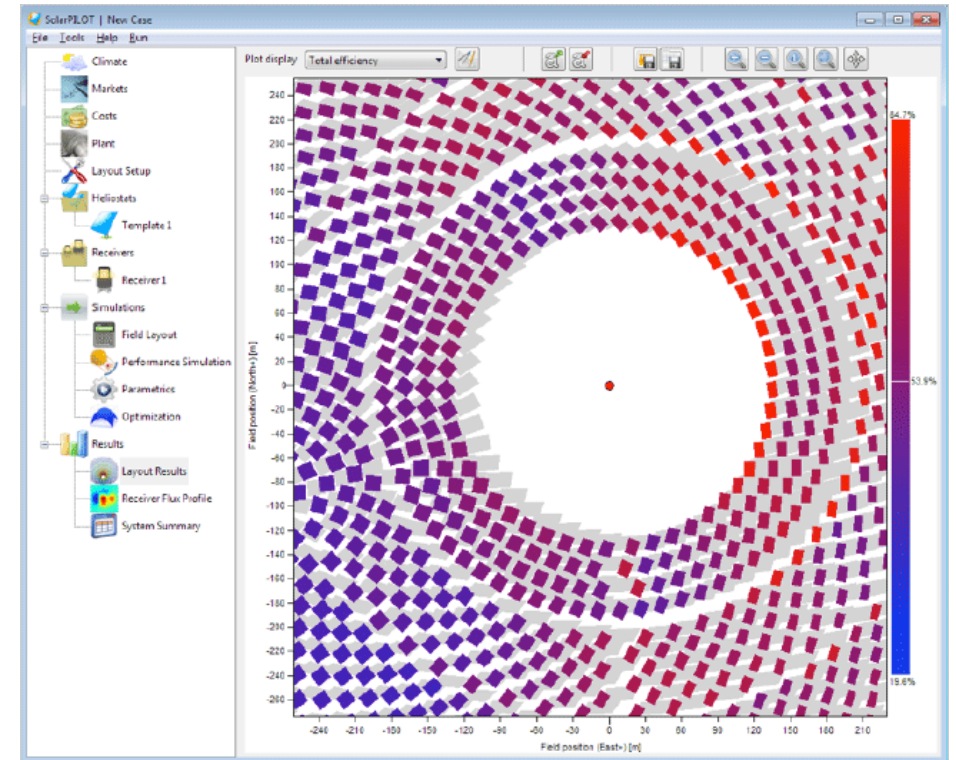 SolarPILOT | New Case
File Tools Help Run
Climate
Markets
Costs
Plant
Layout Setup
Heliostats
Template 1
Receivers
Receiver 1
Simulations
Field Layout
Performance Simulation
Parametrics
Optimization
Results
Layout Results
Receiver Flux Profile
System Summary
Plot display Total efficiency
84.7%
53.9%
19.6%
Field position (North+) [m]
240
220
200
180
160
140
120
100
80
60
40
20
0
-20
-40
-60
-80
-100
-120
-140
-160
-180
-200
-220
-240
-260
-240 -210 -180 -150 -120 -90 -60 -30 0 30 60 90 120 150 180 210
Field position (East+) [m]